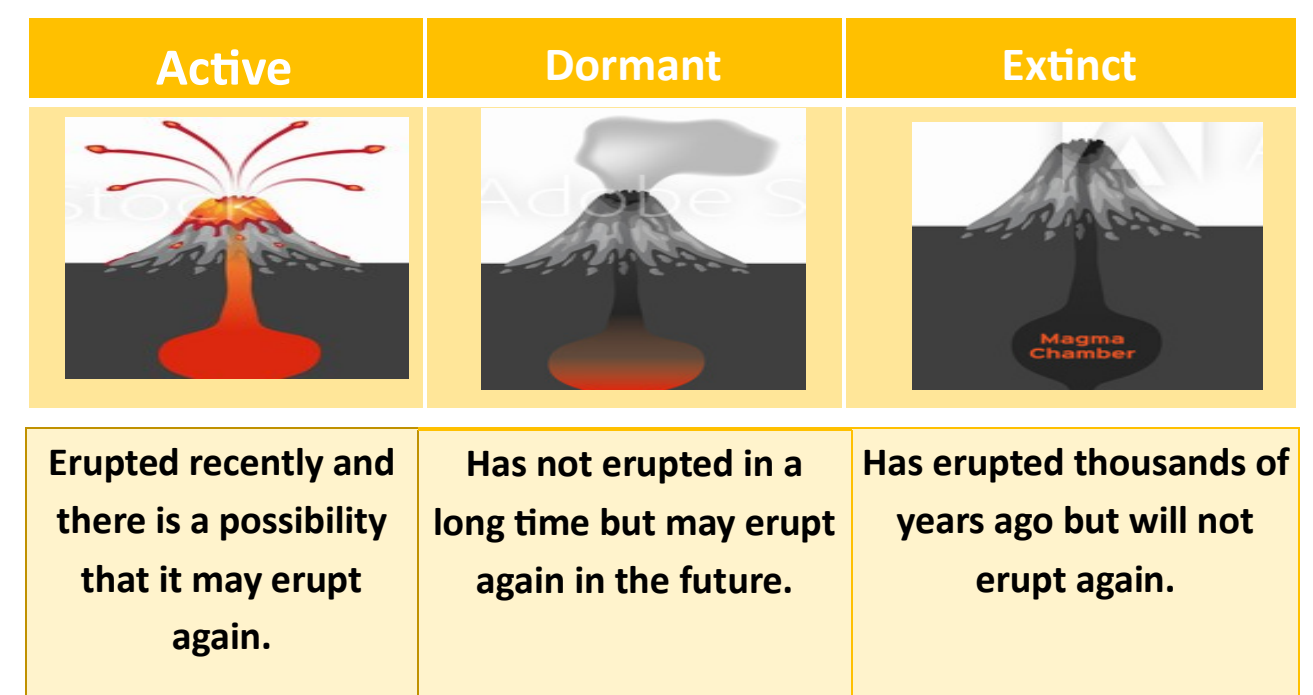 Active
Dormant
Extinct
Stock
Adobe S
A
Magma
Chamber
Erupted recently and
there is a possibility
that it may erupt
again.
Has not erupted in a
long time but may erupt
again in the future.
Has erupted thousands of
years ago but will not
erupt again.